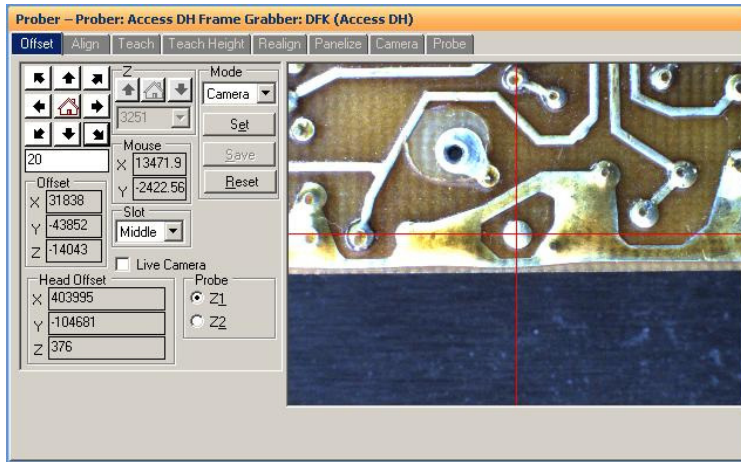 Prober – Prober: Access DH Frame Grabber: DFK (Access DH)
Offset Align Teach Teach Height Realign Panelize Camera Probe
Z
3251
Mode
Camera
Set
Save
Reset
20
Mouse
X 13471.9
Y -2422.56
Offset
X 31838
Y -43852
Z -14043
Slot
Middle
Live Camera
Head Offset
X 403995
Y -104681
Z 376
Probe
Z1
Z2